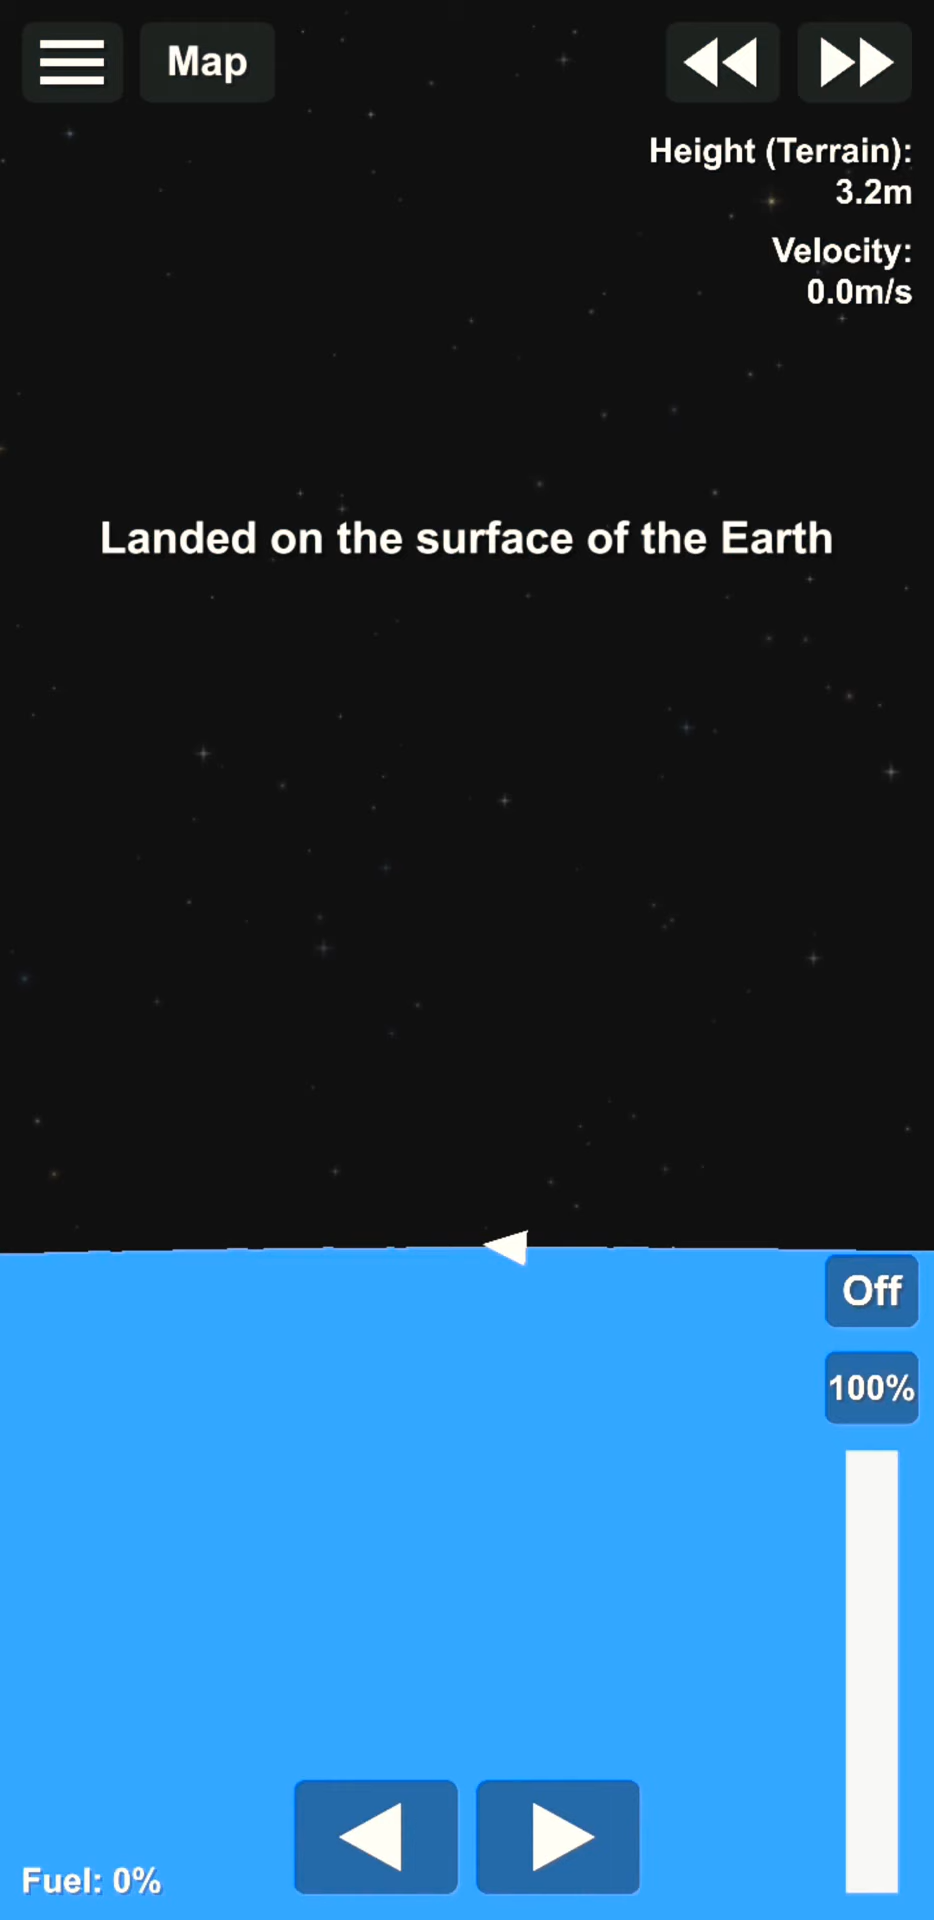 Map
Height (Terrain):
3.2m
Velocity:
0.0m/s
Landed on the surface of the Earth
Off
100%
Fuel: 0%